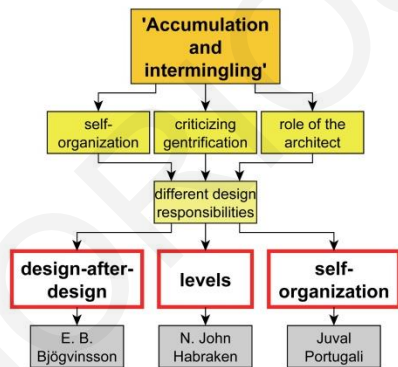 'Accumulation
and
intermingling'
self-
organization
criticizing
gentrification
role of the
architect
different design
responsibilities
design-after-
design
levels
self-
organization
E. B.
Bjögvinsson
N. John
Habraken
Juval
Portugali